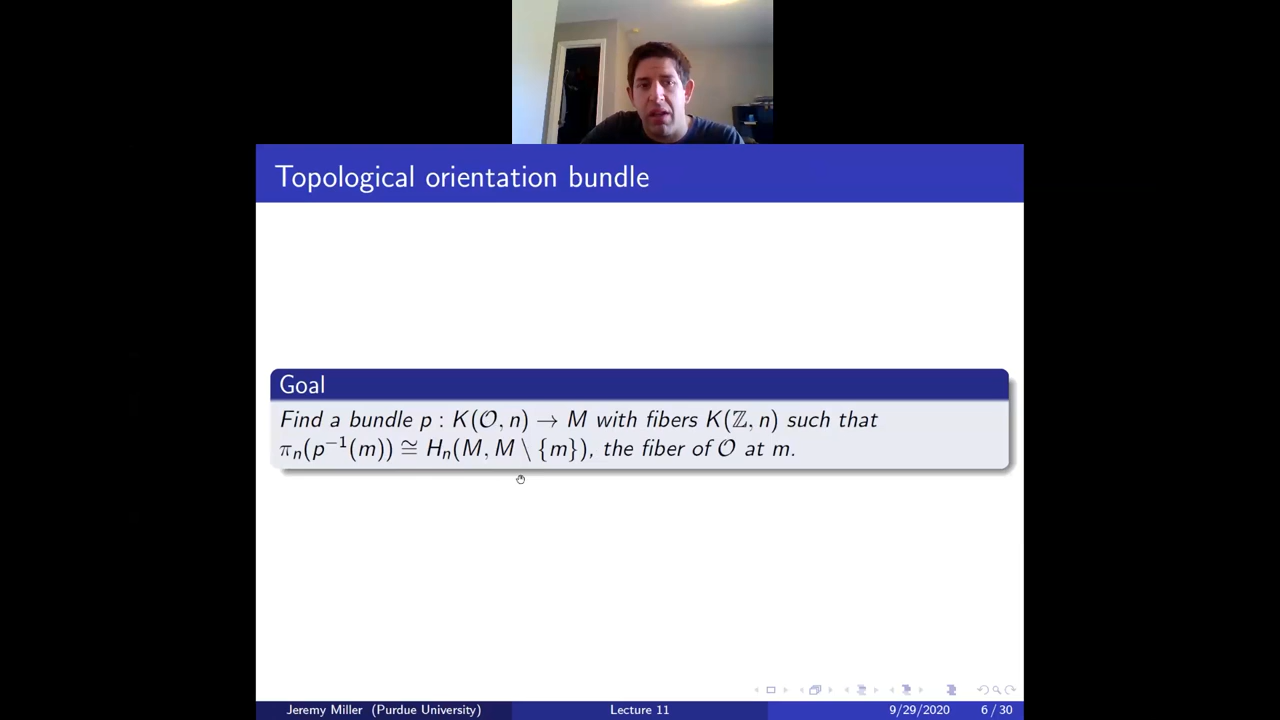 Topological orientation bundle
Goal
Find a bundle p : K(𝒪, n) → M with fibers K(ℤ, n) such that
πₙ(p⁻¹(m)) ≅ Hₙ(M, M \ {m}), the fiber of 𝒪 at m.
Jeremy Miller (Purdue University) Lecture 11 9/29/2020 6 / 30